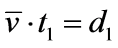 v̅ · t₁ = d₁